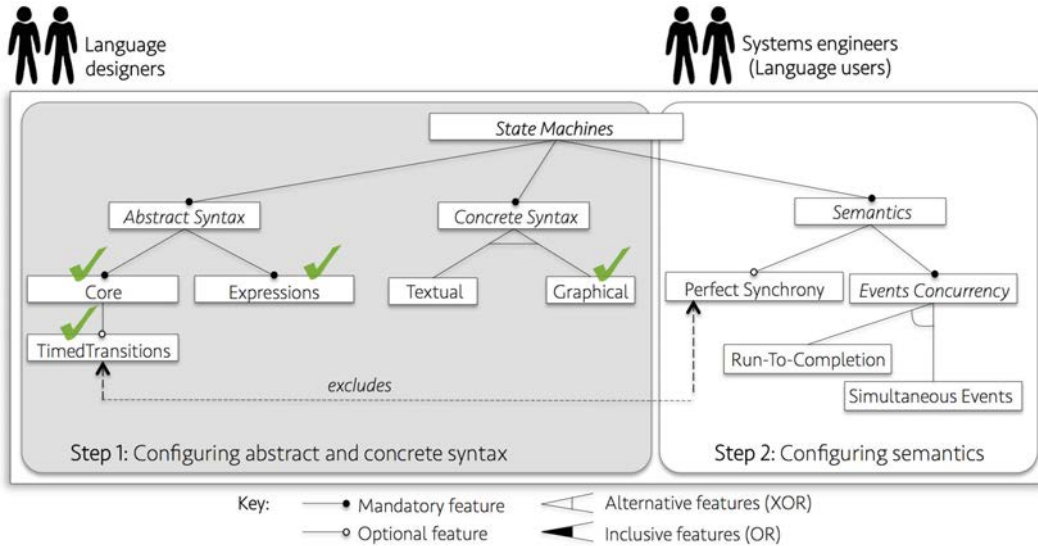 Language
designers
Systems engineers
(Language users)
State Machines
Abstract Syntax
Concrete Syntax
Semantics
Core
Expressions
Textual
Graphical
Perfect Synchrony
Events Concurrency
TimedTransitions
Run-To-Completion
excludes
Simultaneous Events
Step 1: Configuring abstract and concrete syntax
Step 2: Configuring semantics
Key:
Mandatory feature
Alternative features (XOR)
Optional feature
Inclusive features (OR)